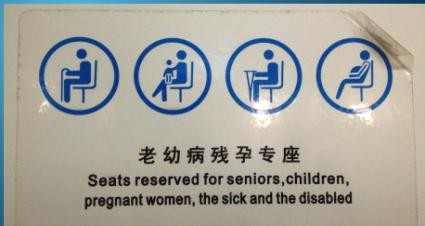 老幼病残孕专座
Seats reserved for seniors,children,
pregnant women, the sick and the disabled